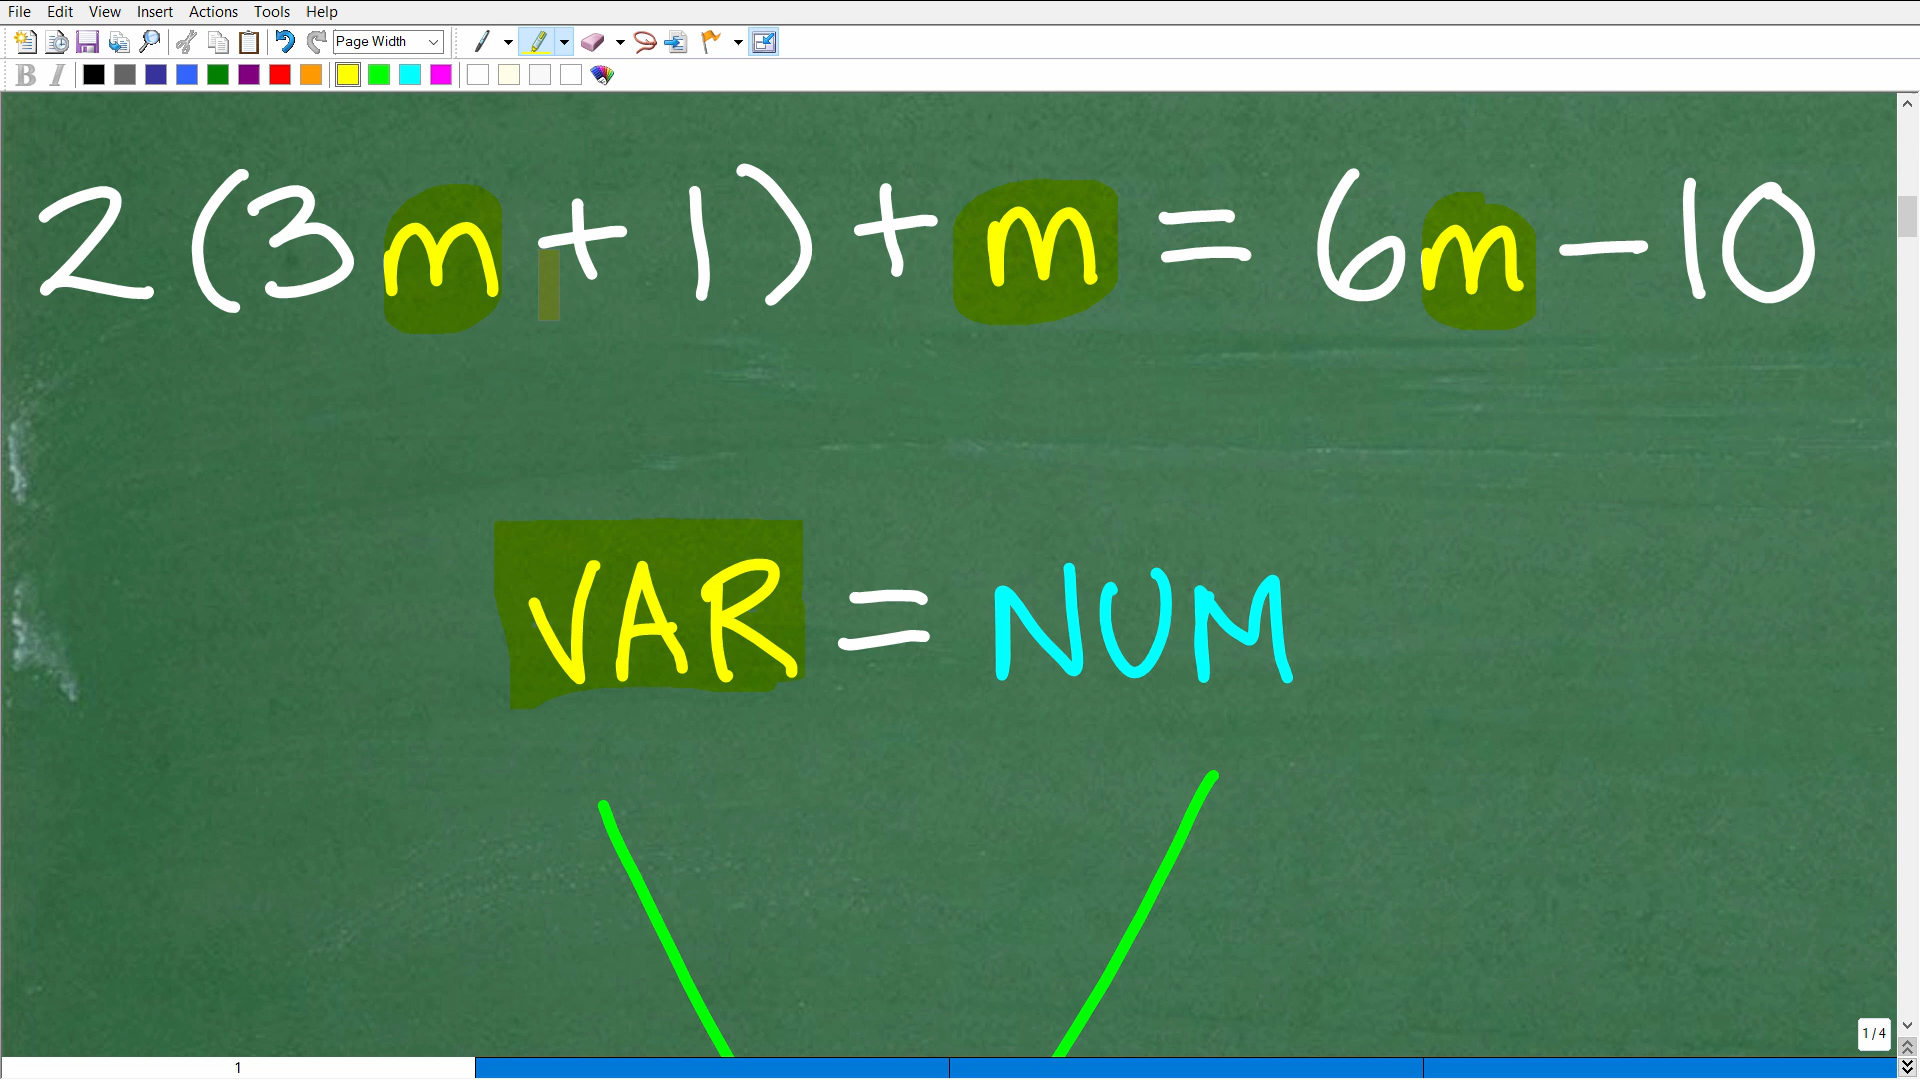 File Edit View Insert Actions Tools Help
Page Width
B I
2(3m + 1) + m = 6m - 10
VAR = NUM
1 / 4
1